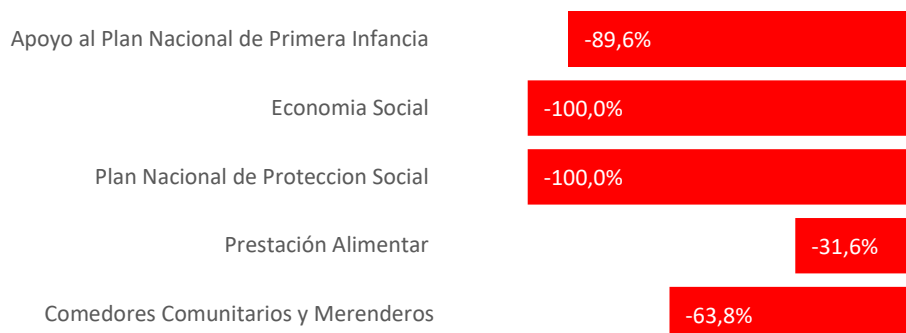 Apoyo al Plan Nacional de Primera Infancia -89,6%
Economia Social -100,0%
Plan Nacional de Proteccion Social -100,0%
Prestación Alimentar -31,6%
Comedores Comunitarios y Merenderos -63,8%